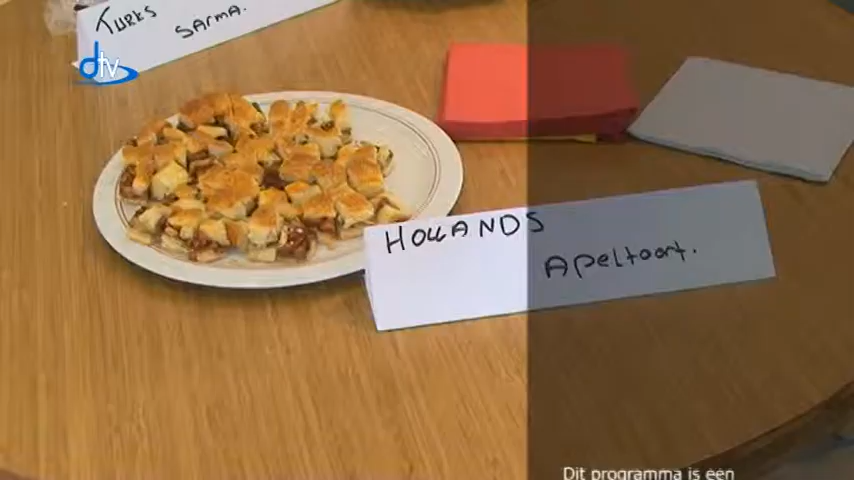 Turks
Sarma.
dtv
HOLLANDS
Apeltaart.
Dit programma is een